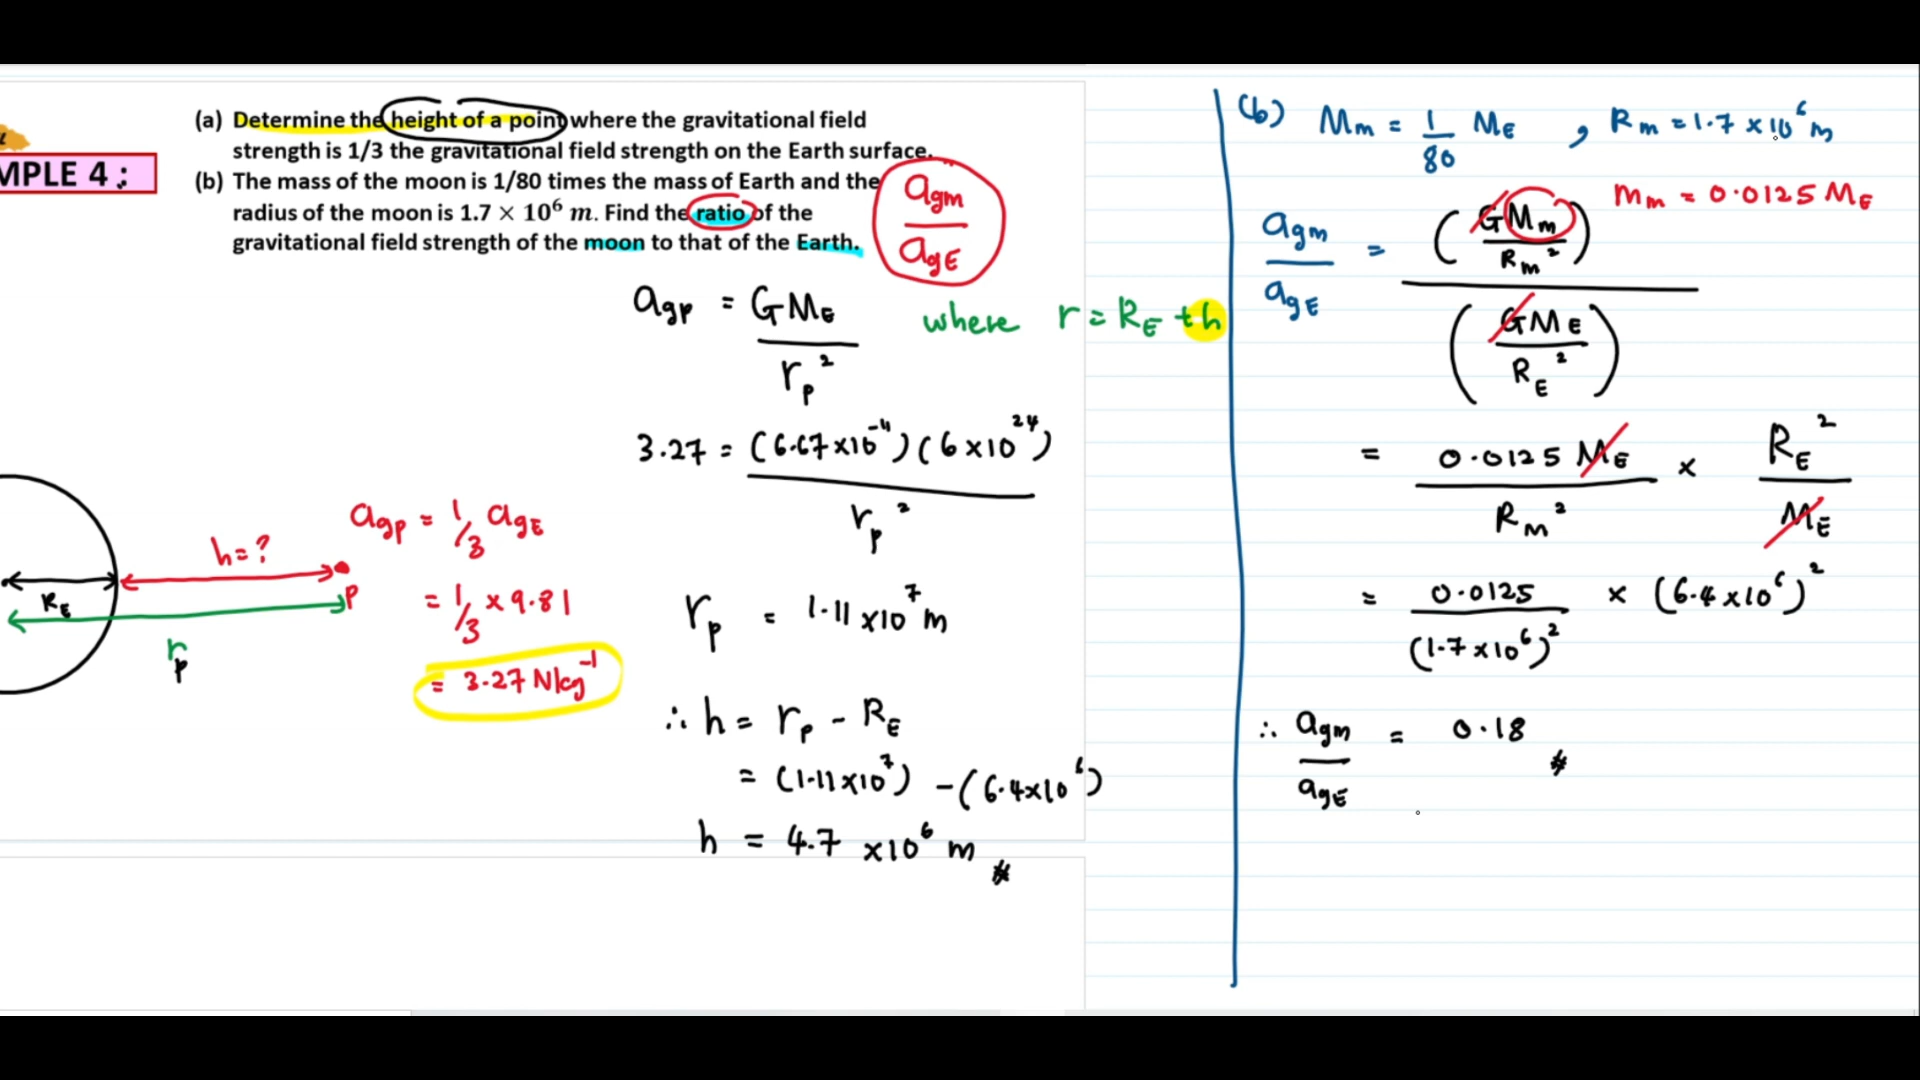 MPLE 4 :
(a) Determine the height of a point where the gravitational field
strength is 1/3 the gravitational field strength on the Earth surface.
(b) The mass of the moon is 1/80 times the mass of Earth and the
radius of the moon is 1.7 × 10⁶ m. Find the ratio of the
gravitational field strength of the moon to that of the Earth.
agm / agE
agp = GME / rp²
where r = RE + h
3.27 = (6.67 × 10⁻¹¹)(6 × 10²⁴) / rp²
rp = 1.11 × 10⁷ m
∴ h = rp - RE
= (1.11 × 10⁷) - (6.4 × 10⁶)
h = 4.7 × 10⁶ m
h = ?
RE
P
rp
agp = 1/3 agE
= 1/3 × 9.81
= 3.27 Nkg⁻¹
(b) Mm = 1/80 ME , Rm = 1.7 × 10⁶ m
Mm = 0.0125 ME
agm / agE = (GMm / Rm²) / (GME / RE²)
= 0.0125 ME / Rm² × RE² / ME
= 0.0125 / (1.7 × 10⁶)² × (6.4 × 10⁶)²
∴ agm / agE = 0.18